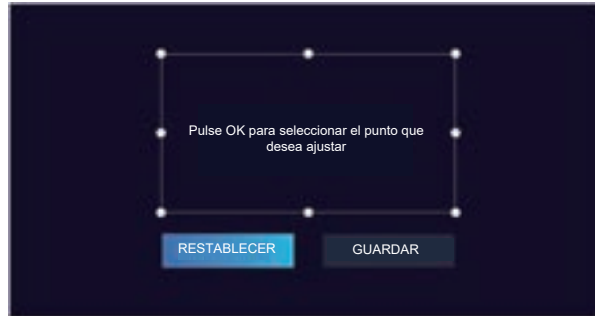 Pulse OK para seleccionar el punto que
desea ajustar
RESTABLECER
GUARDAR